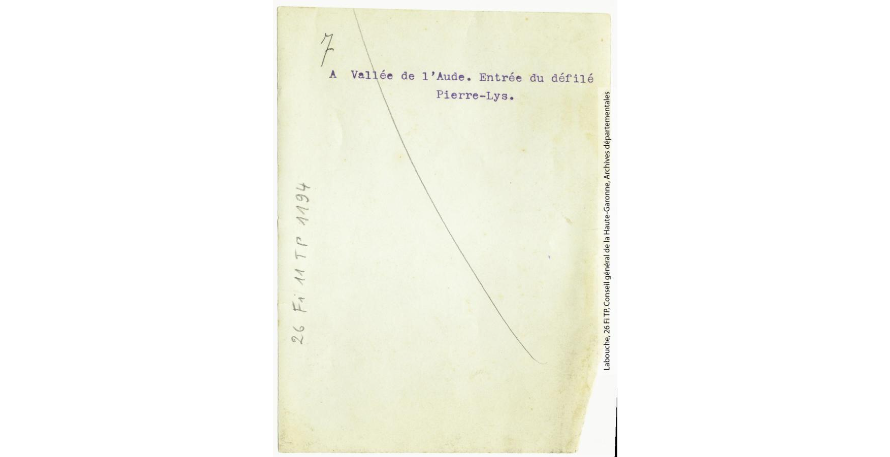 7
A Vallée de l'Aude. Entrée du défilé
Pierre-Lys.
26 Fi 11 TP 1194
Labouche, 26 Fi TP, Conseil général de la Haute-Garonne, Archives départementales